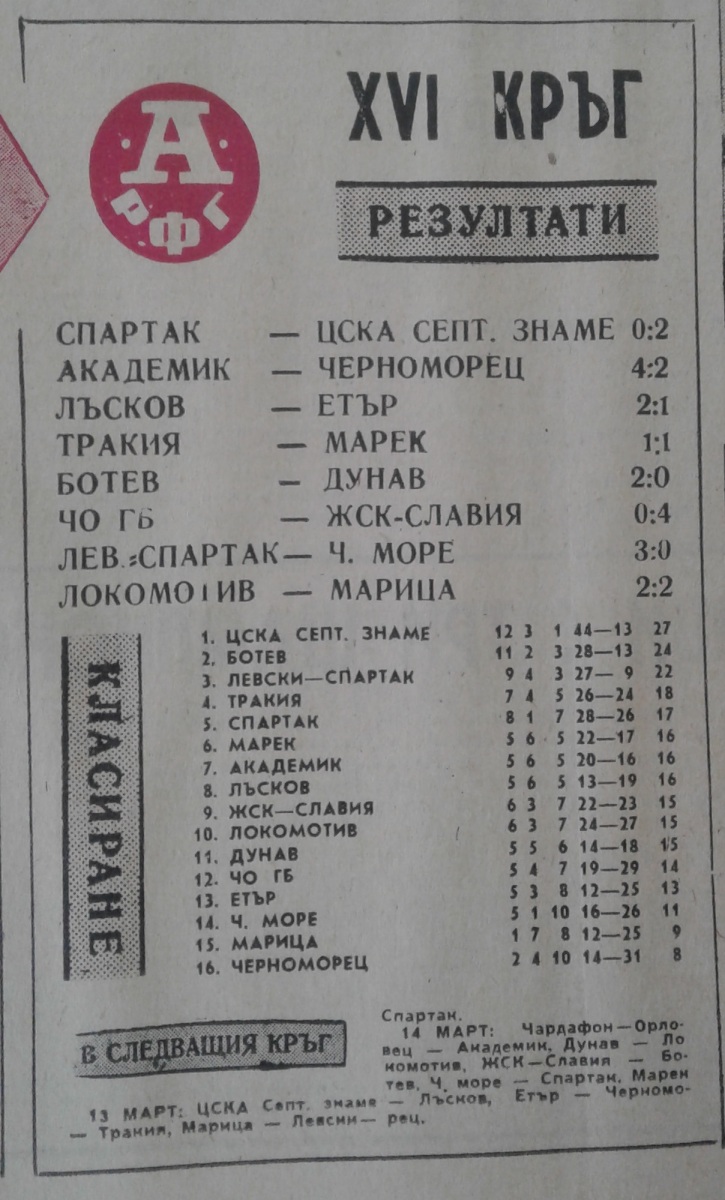 А
РФГ
XVI КРЪГ
РЕЗУЛТАТИ
СПАРТАК — ЦСКА СЕПТ. ЗНАМЕ 0:2
АКАДЕМИК — ЧЕРНОМОРЕЦ 4:2
ЛЪСКОВ — ЕТЪР 2:1
ТРАКИЯ — МАРЕК 1:1
БОТЕВ — ДУНАВ 2:0
ЧО ГБ — ЖСК-СЛАВИЯ 0:4
ЛЕВ.-СПАРТАК — Ч. МОРЕ 3:0
ЛОКОМОТИВ — МАРИЦА 2:2
КЛАСИРАНЕ
1. ЦСКА СЕПТ. ЗНАМЕ 12 3 1 44—13 27
2. БОТЕВ 11 2 3 28—13 24
3. ЛЕВСКИ—СПАРТАК 9 4 3 27— 9 22
4. ТРАКИЯ 7 4 5 26—24 18
5. СПАРТАК 8 1 7 28—26 17
6. МАРЕК 5 6 5 22—17 16
7. АКАДЕМИК 5 6 5 20—16 16
8. ЛЪСКОВ 5 6 5 13—19 16
9. ЖСК—СЛАВИЯ 6 3 7 22—23 15
10. ЛОКОМОТИВ 6 3 7 24—27 15
11. ДУНАВ 5 5 6 14—18 15
12. ЧО ГБ 5 4 7 19—29 14
13. ЕТЪР 5 3 8 12—25 13
14. Ч. МОРЕ 5 1 10 16—26 11
15. МАРИЦА 1 7 8 12—25 9
16. ЧЕРНОМОРЕЦ 2 4 10 14—31 8
В СЛЕДВАЩИЯ КРЪГ
13 МАРТ: ЦСКА Септ. знаме — Лъсков, Етър — Черномо-
— Тракия, Марица — Левски— рец.
Спартак.
14 МАРТ: Чардафон—Орло-
вец — Академик, Дунав — Ло
комотив, ЖСК—Славия — Бо-
тев, Ч. море — Спартак, Марек